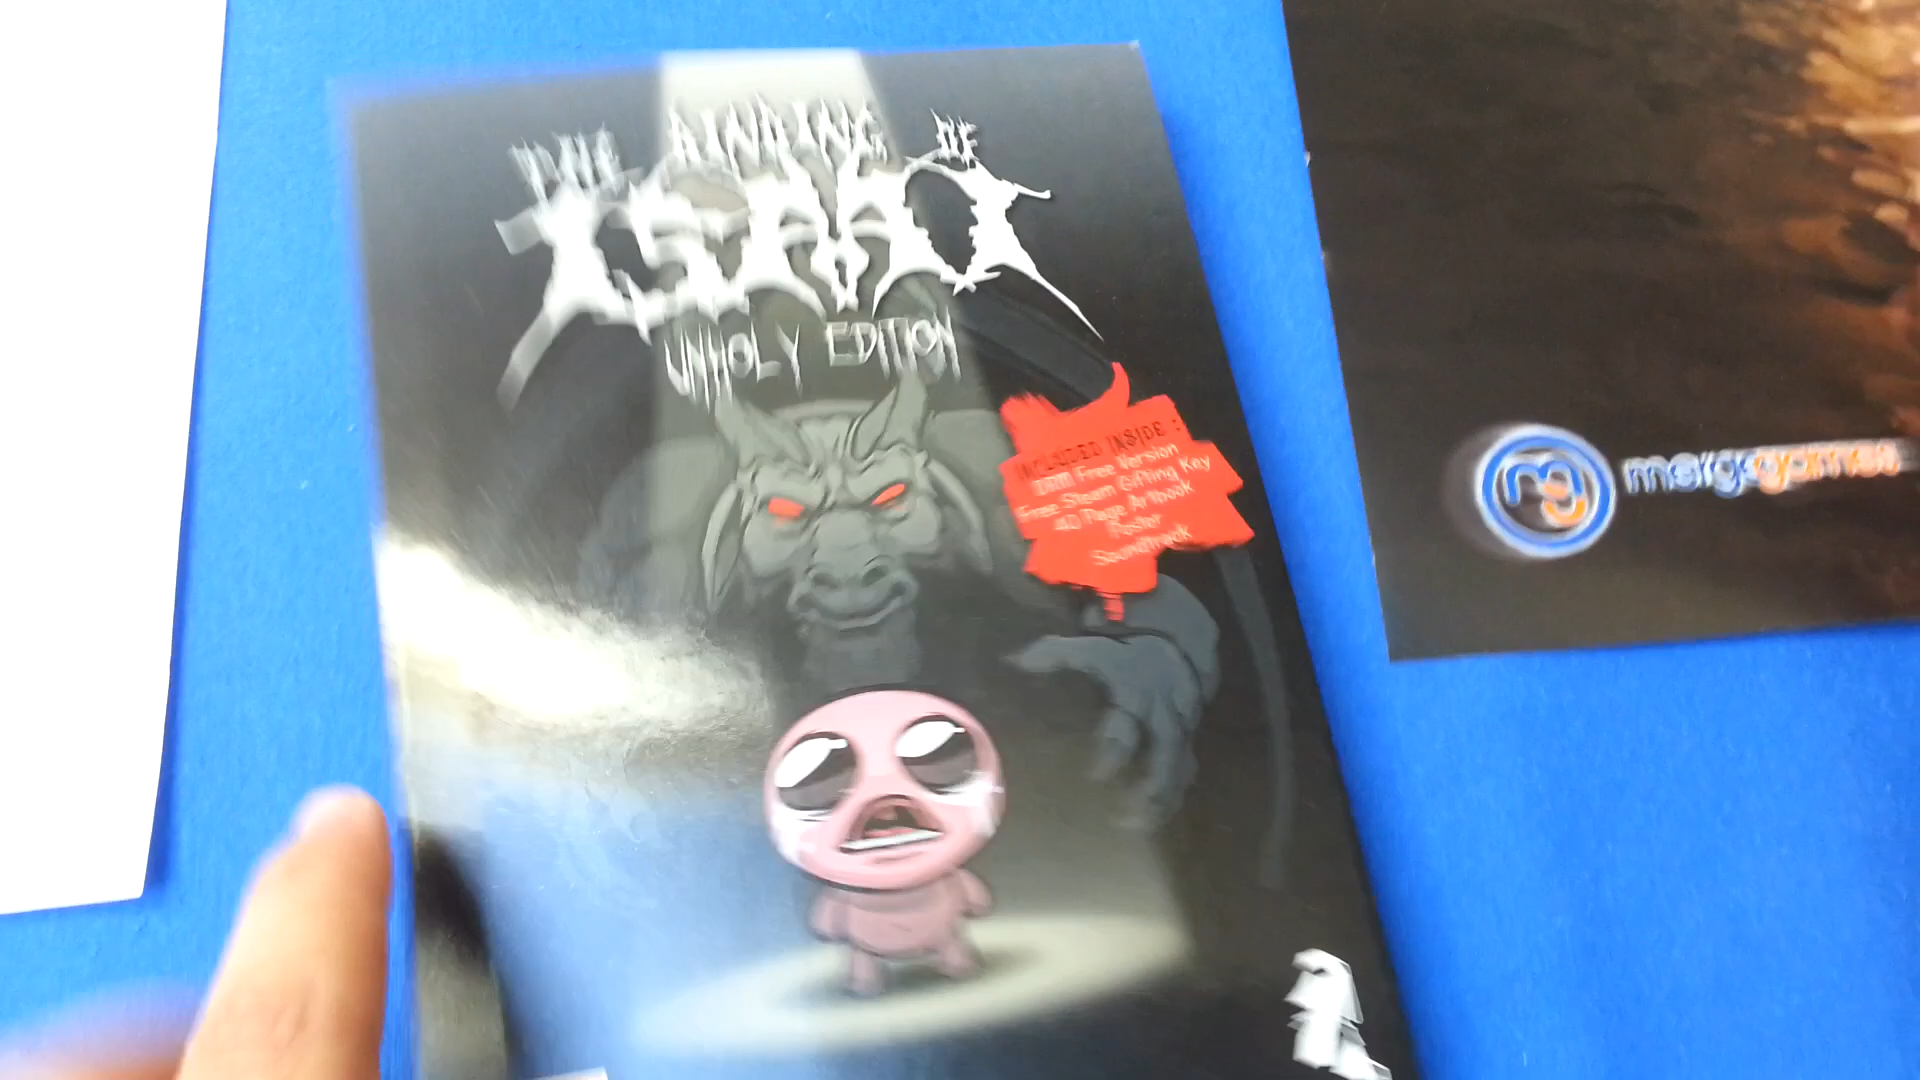 THE BINDING OF
ISAAC
UNHOLY EDITION
INCLUDED INSIDE :
DRM Free Version
Free Steam Gifting Key
40 Page Artbook
Poster
Soundtrack
mg mergegames